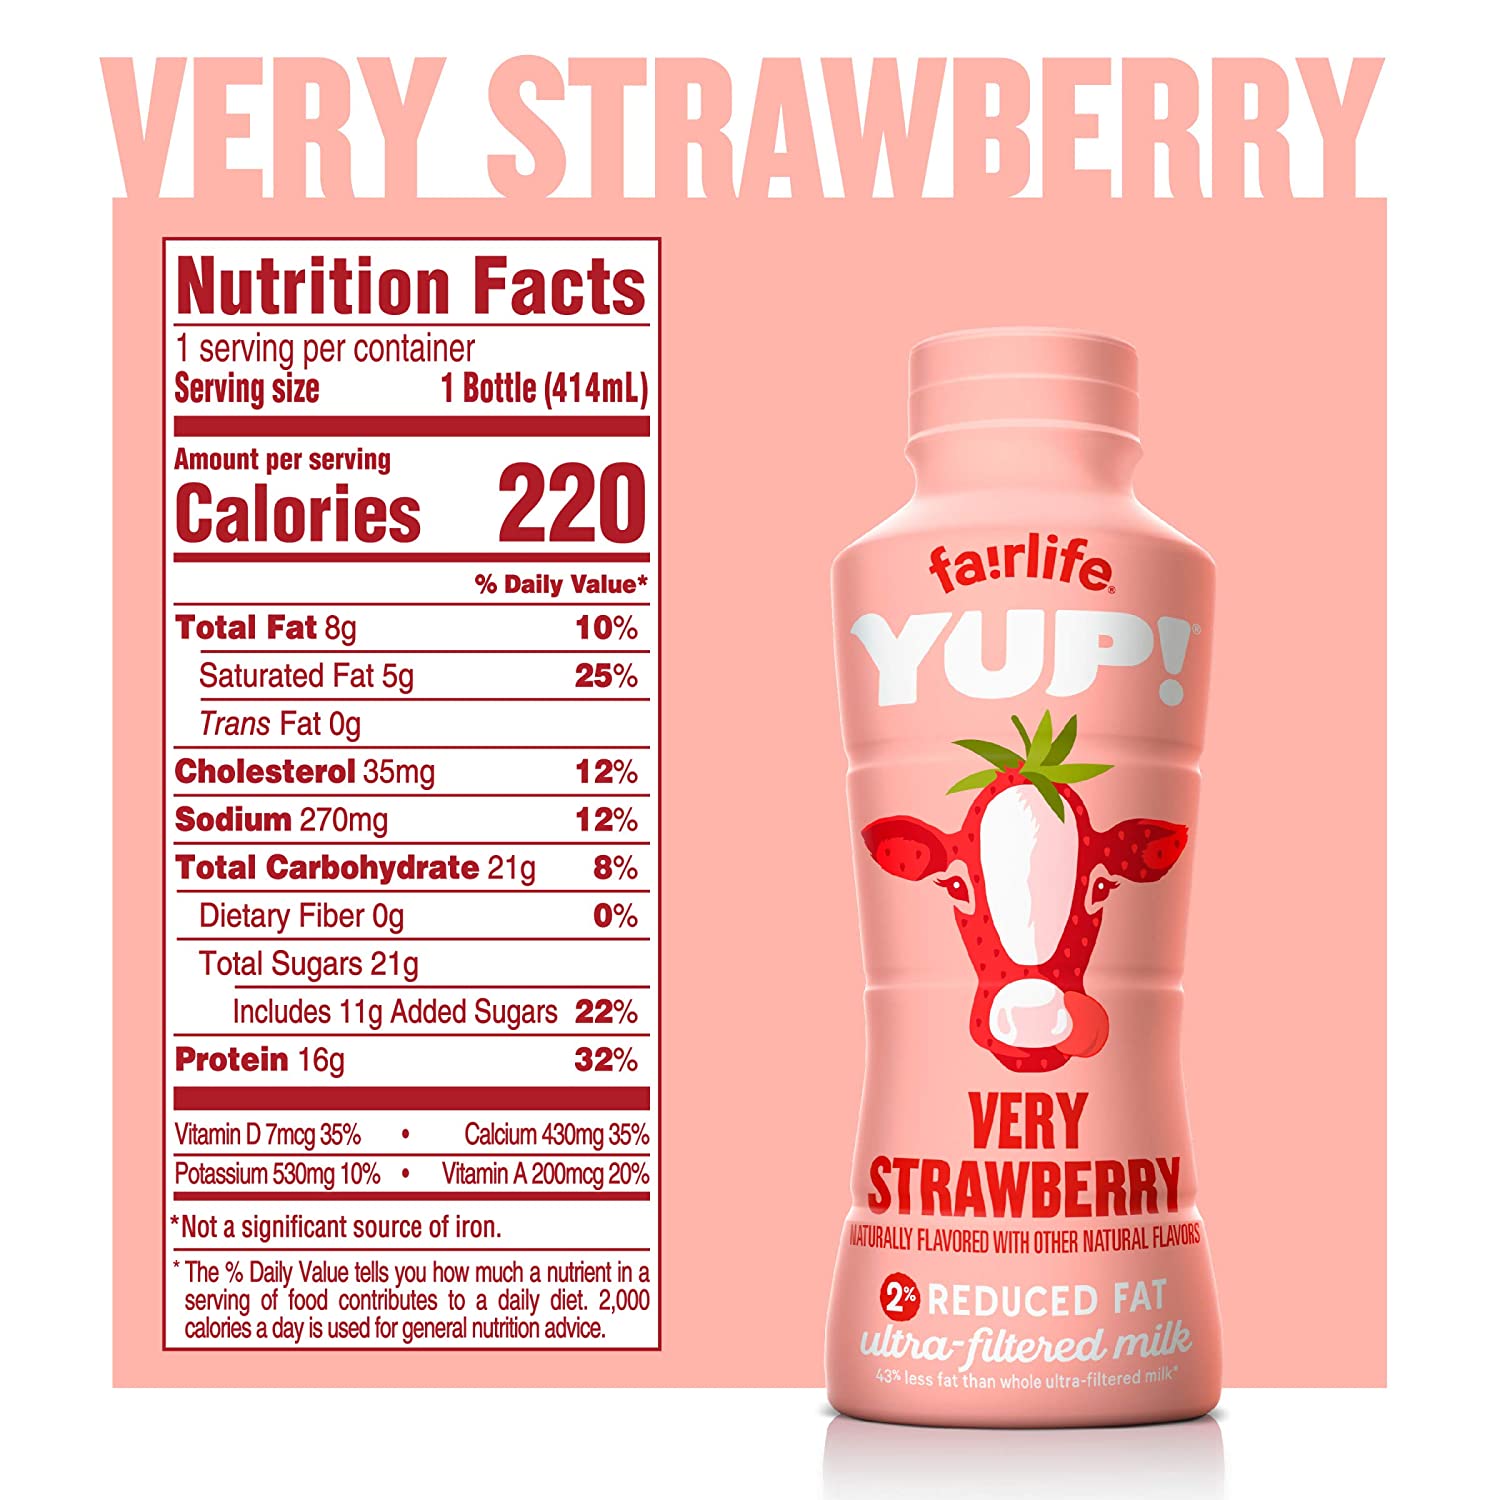 VERY STRAWBERRY
Nutrition Facts
1 serving per container
Serving size 1 Bottle (414mL)
Amount per serving
Calories 220
% Daily Value*
Total Fat 8g 10%
Saturated Fat 5g 25%
Trans Fat 0g
Cholesterol 35mg 12%
Sodium 270mg 12%
Total Carbohydrate 21g 8%
Dietary Fiber 0g 0%
Total Sugars 21g
Includes 11g Added Sugars 22%
Protein 16g 32%
Vitamin D 7mcg 35% • Calcium 430mg 35%
Potassium 530mg 10% • Vitamin A 200mcg 20%
*Not a significant source of iron.
* The % Daily Value tells you how much a nutrient in a
serving of food contributes to a daily diet. 2,000
calories a day is used for general nutrition advice.
fa!rlife®
YUP!®
VERY
STRAWBERRY
NATURALLY FLAVORED WITH OTHER NATURAL FLAVORS
2% REDUCED FAT
ultra-filtered milk
43% less fat than whole ultra-filtered milk*